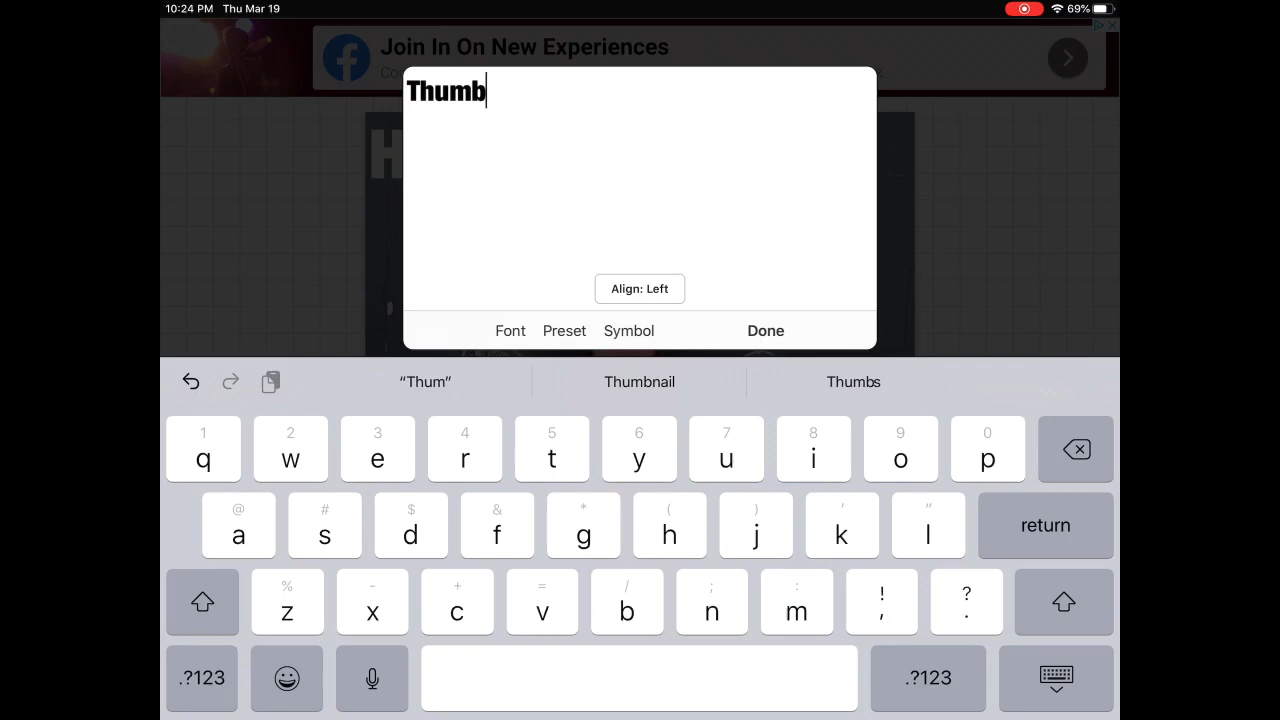 10:24 PM Thu Mar 19 69%
Join In On New Experiences
Thumb
H
Align: Left
Font Preset Symbol Done
“Thum” Thumbnail Thumbs
1 2 3 4 5 6 7 8 9 0
q w e r t y u i o p
@ # $ & * ( ) ' "
a s d f g h j k l return
% - + = / ; : ! ?
z x c v b n m , .
.?123 .?123